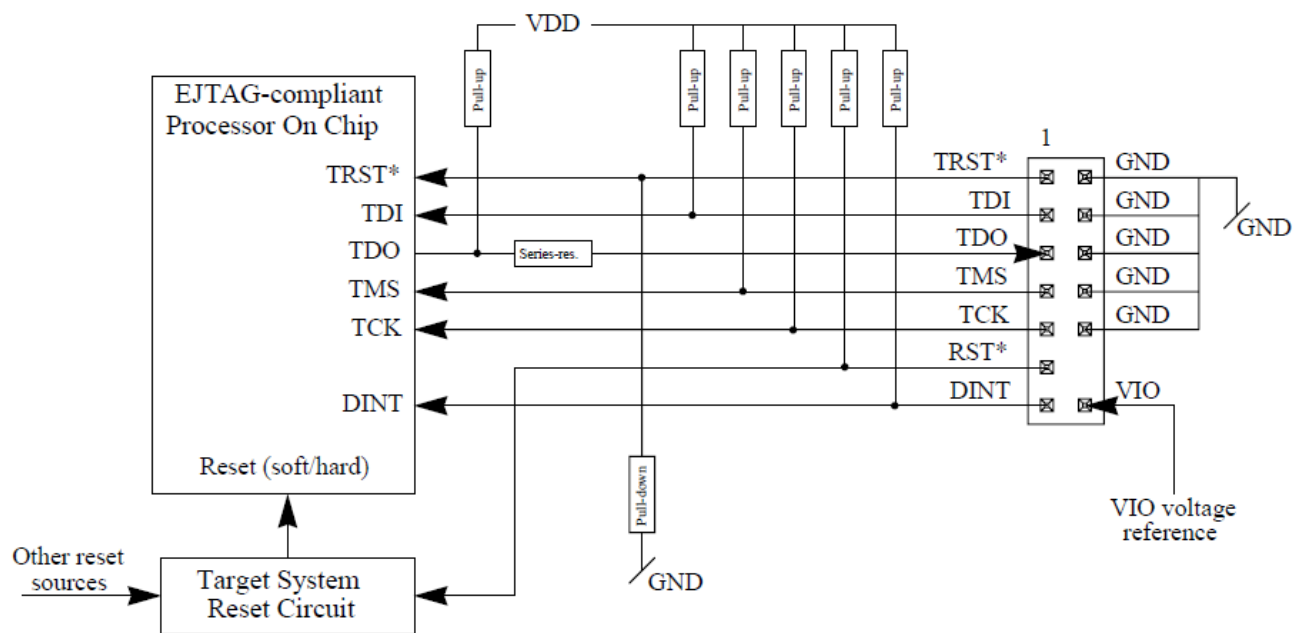 VDD
Pull-up
Pull-up
Pull-up
Pull-up
Pull-up
Pull-up
EJTAG-compliant
Processor On Chip
1
TRST*
TRST*
GND
TDI
TDI
GND
GND
TDO
Series-res.
TDO
GND
TMS
TMS
GND
TCK
TCK
GND
RST*
DINT
DINT
VIO
Reset (soft/hard)
Pull-down
VIO voltage
reference
Other reset
sources
Target System
Reset Circuit
GND